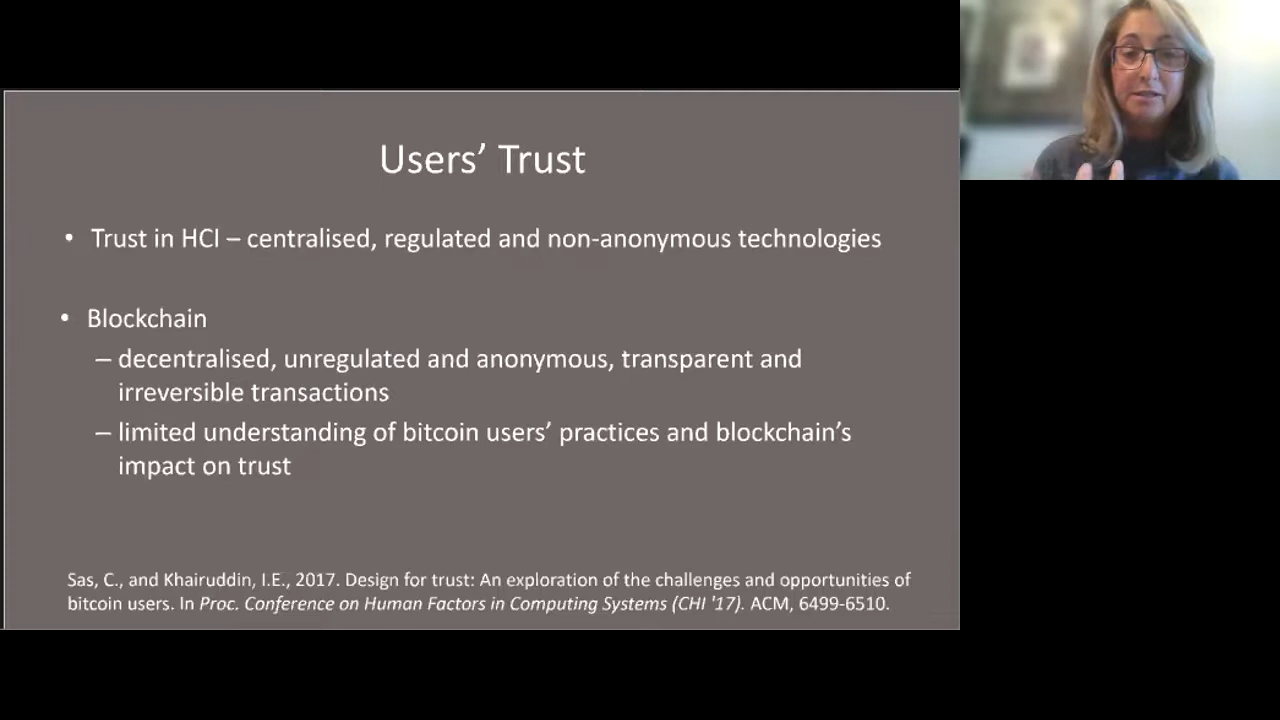 Users’ Trust
• Trust in HCI – centralised, regulated and non-anonymous technologies
• Blockchain
– decentralised, unregulated and anonymous, transparent and
irreversible transactions
– limited understanding of bitcoin users’ practices and blockchain’s
impact on trust
Sas, C., and Khairuddin, I.E., 2017. Design for trust: An exploration of the challenges and opportunities of
bitcoin users. In Proc. Conference on Human Factors in Computing Systems (CHI '17). ACM, 6499-6510.